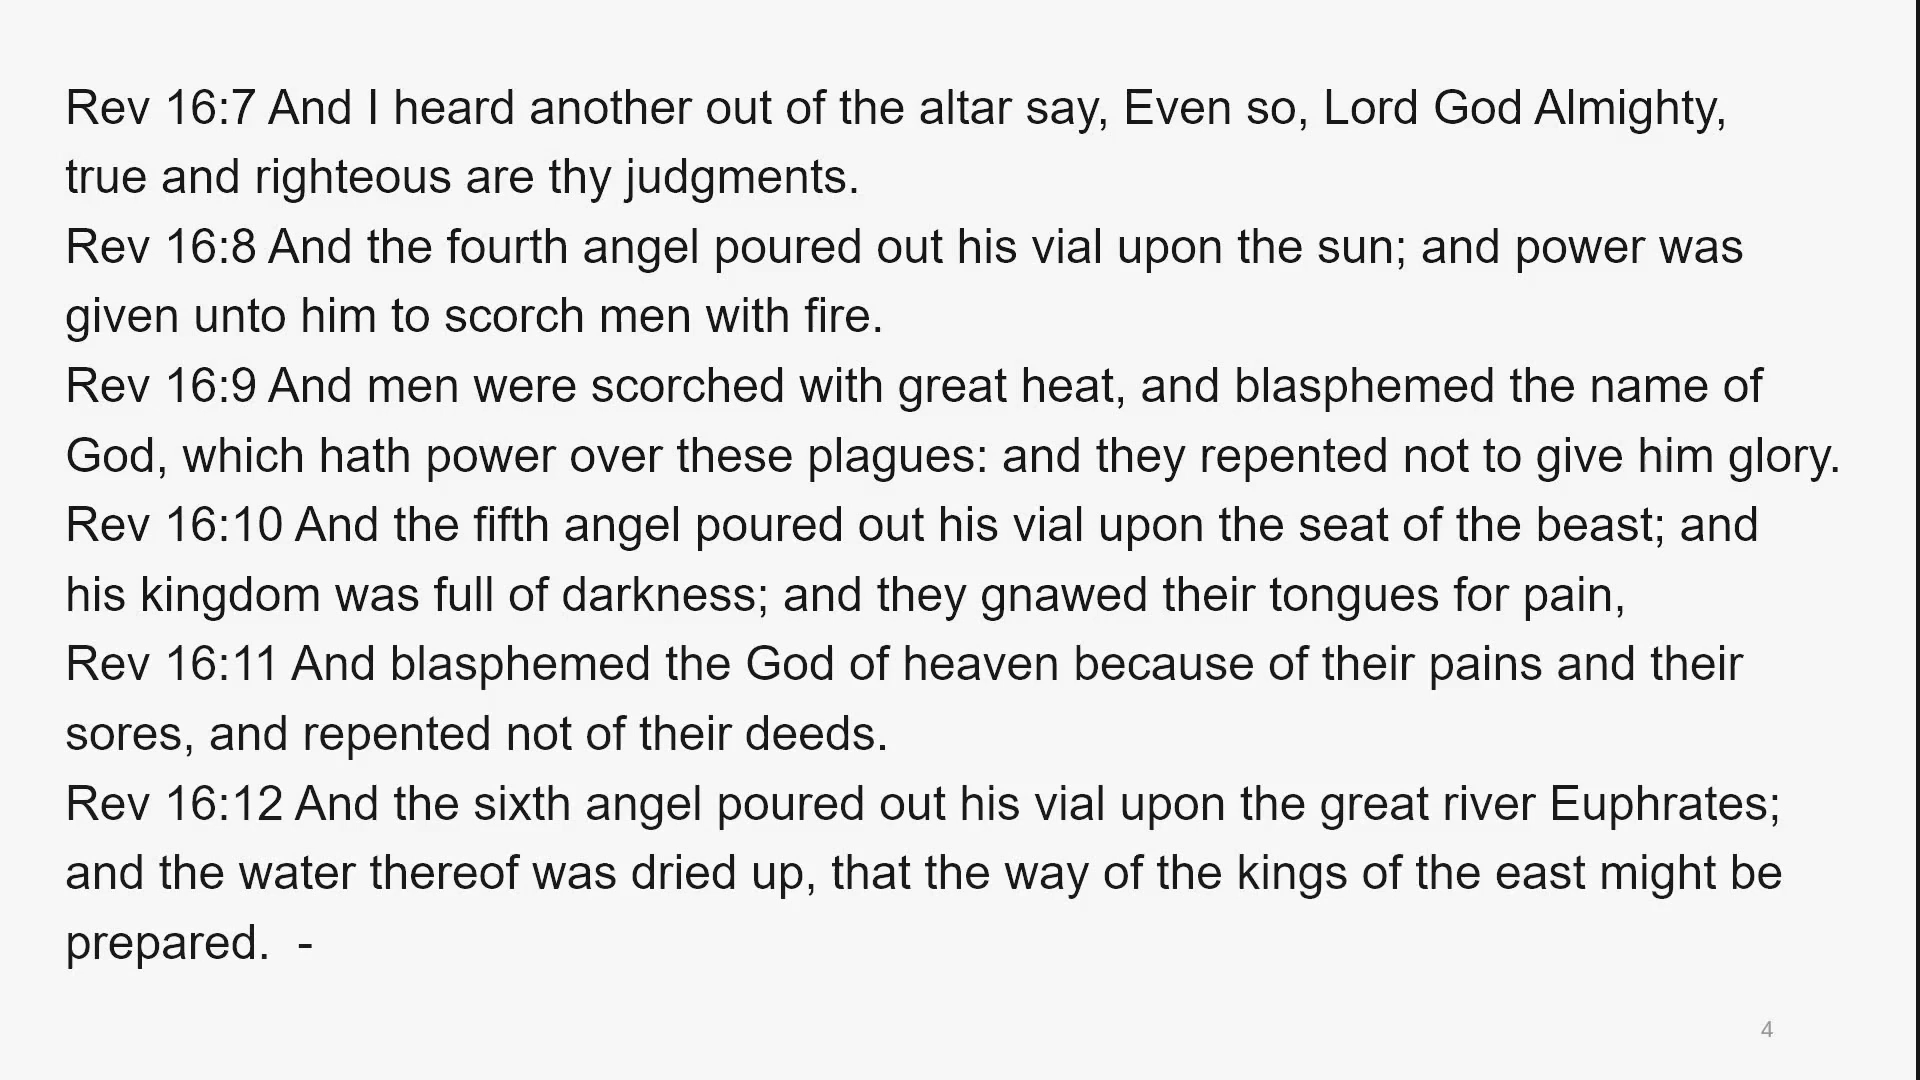 Rev 16:7 And I heard another out of the altar say, Even so, Lord God Almighty,
true and righteous are thy judgments.
Rev 16:8 And the fourth angel poured out his vial upon the sun; and power was
given unto him to scorch men with fire.
Rev 16:9 And men were scorched with great heat, and blasphemed the name of
God, which hath power over these plagues: and they repented not to give him glory.
Rev 16:10 And the fifth angel poured out his vial upon the seat of the beast; and
his kingdom was full of darkness; and they gnawed their tongues for pain,
Rev 16:11 And blasphemed the God of heaven because of their pains and their
sores, and repented not of their deeds.
Rev 16:12 And the sixth angel poured out his vial upon the great river Euphrates;
and the water thereof was dried up, that the way of the kings of the east might be
prepared.  -
4